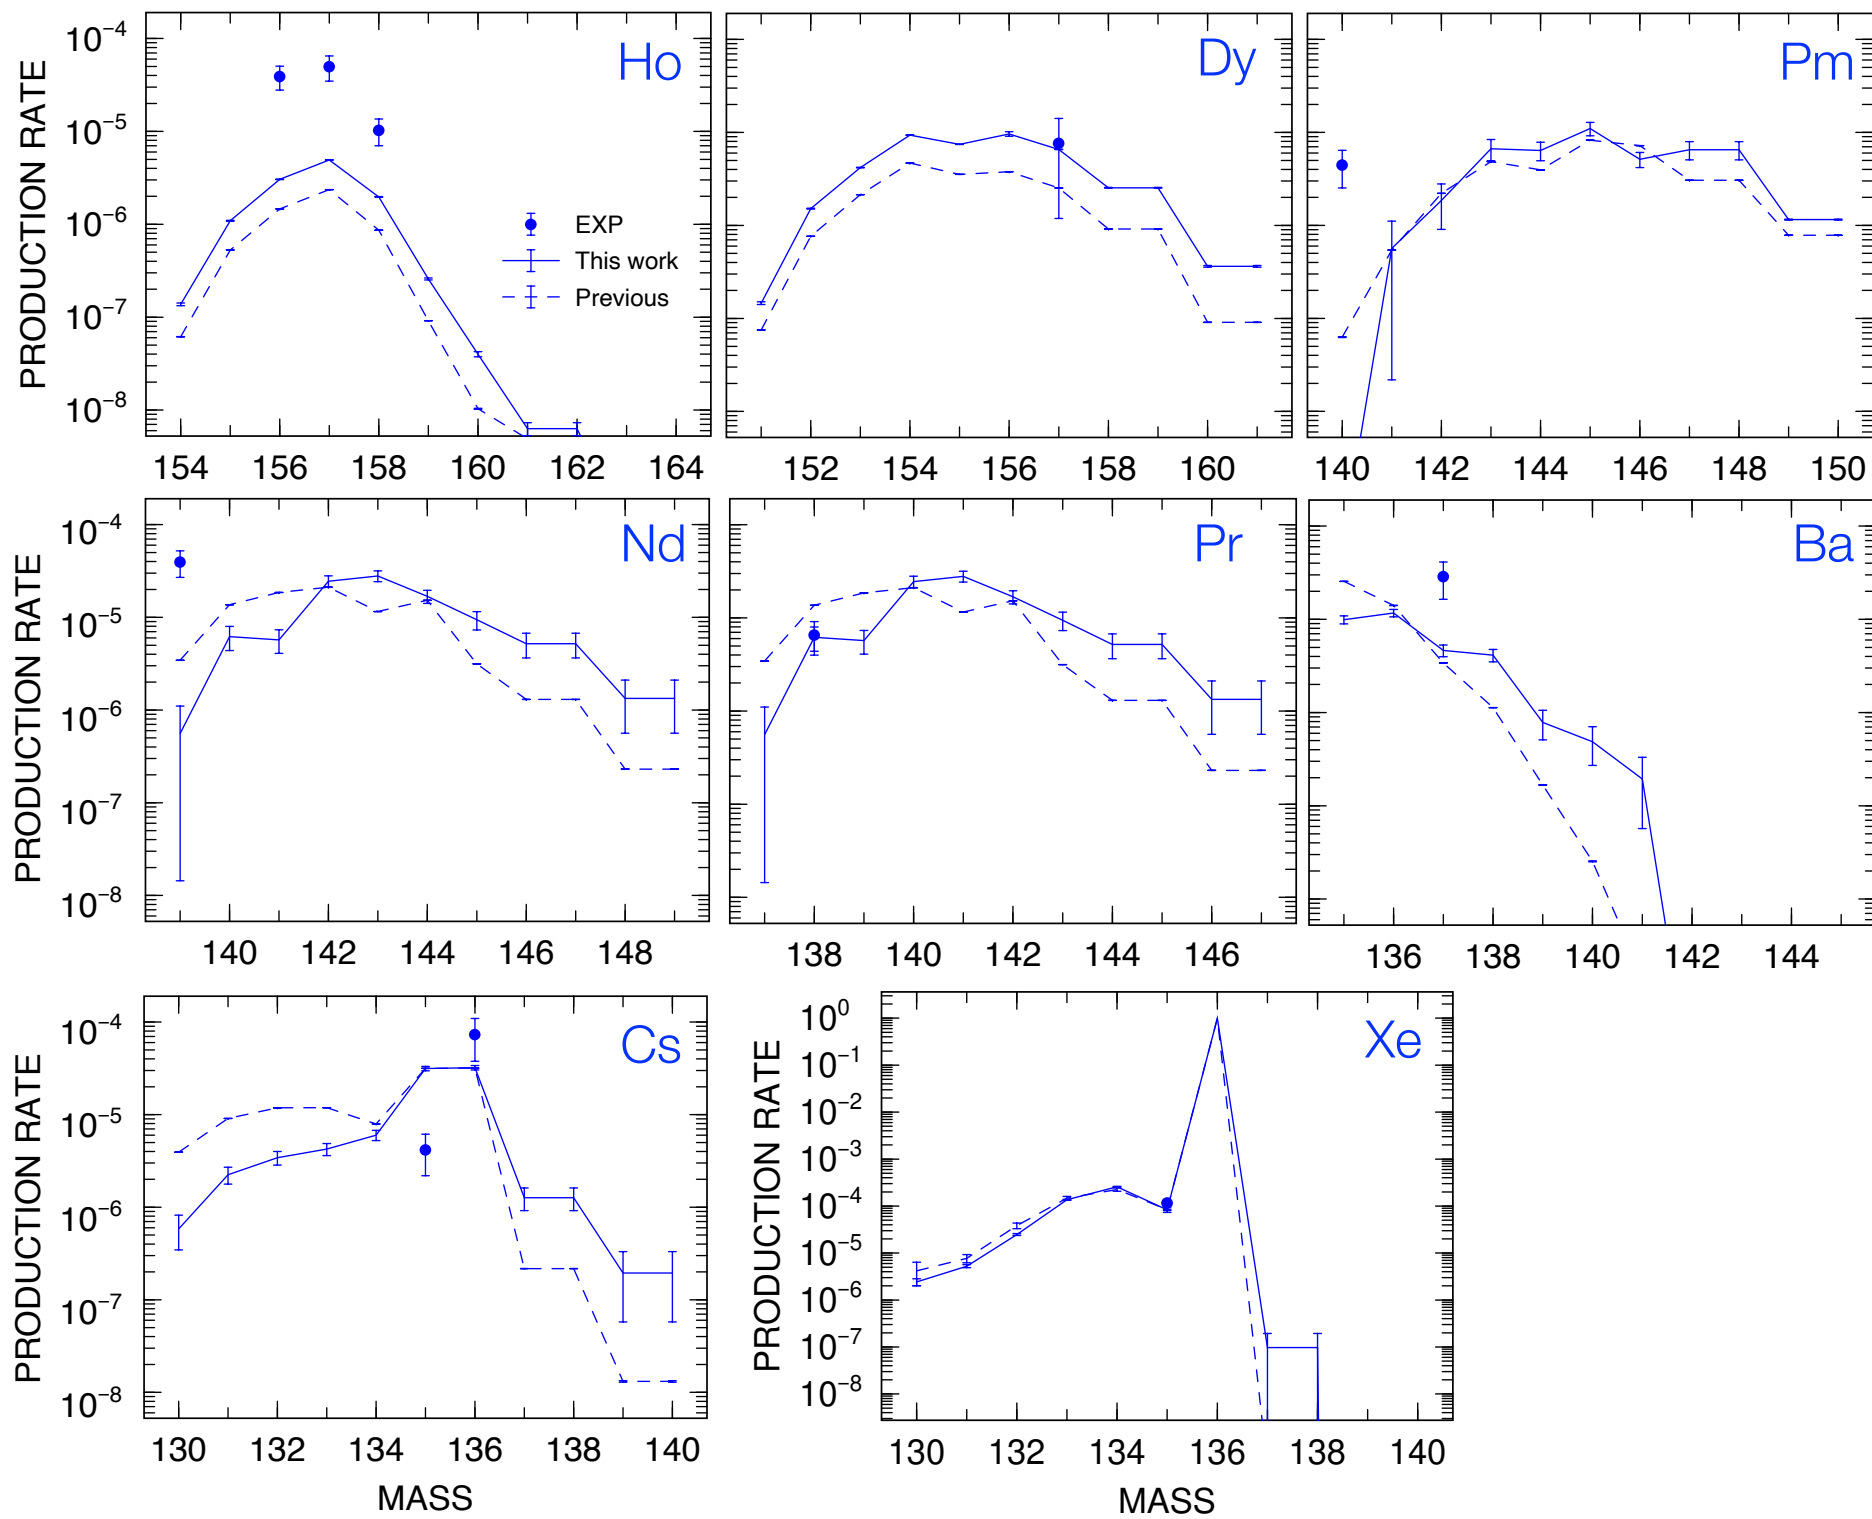 PRODUCTION RATE
10⁻⁴
10⁻⁵
10⁻⁶
10⁻⁷
10⁻⁸
Ho
EXP
This work
Previous
154 156 158 160 162 164
Dy
152 154 156 158 160
Pm
140 142 144 146 148 150
PRODUCTION RATE
10⁻⁴
10⁻⁵
10⁻⁶
10⁻⁷
10⁻⁸
Nd
140 142 144 146 148
Pr
138 140 142 144 146
Ba
136 138 140 142 144
PRODUCTION RATE
10⁻⁴
10⁻⁵
10⁻⁶
10⁻⁷
10⁻⁸
Cs
130 132 134 136 138 140
MASS
PRODUCTION RATE
10⁰
10⁻¹
10⁻²
10⁻³
10⁻⁴
10⁻⁵
10⁻⁶
10⁻⁷
10⁻⁸
Xe
130 132 134 136 138 140
MASS